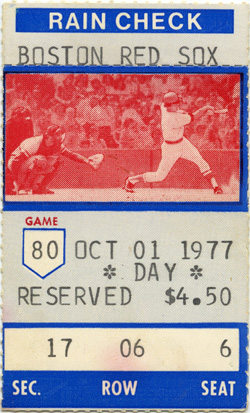 RAIN CHECK
BOSTON RED SOX
GAME
80 OCT 01 1977
* DAY *
RESERVED $4.50
17 06 6
SEC. ROW SEAT